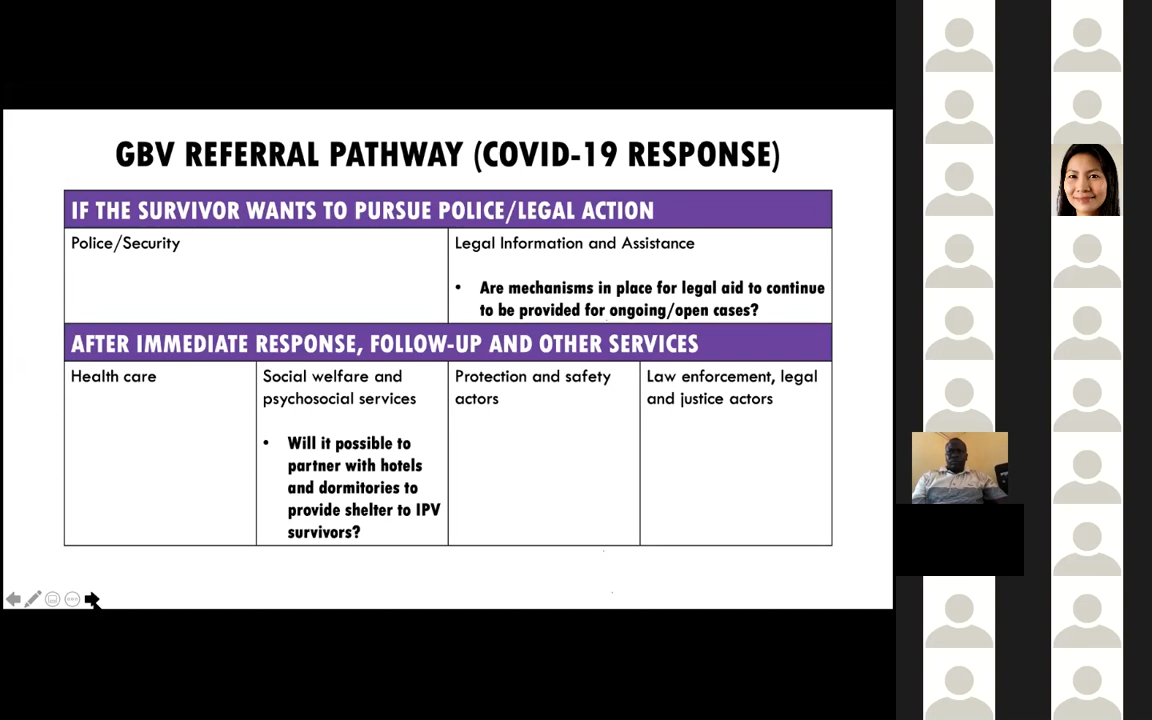 GBV REFERRAL PATHWAY (COVID-19 RESPONSE)
IF THE SURVIVOR WANTS TO PURSUE POLICE/LEGAL ACTION
Police/Security
Legal Information and Assistance
• Are mechanisms in place for legal aid to continue
to be provided for ongoing/open cases?
AFTER IMMEDIATE RESPONSE, FOLLOW-UP AND OTHER SERVICES
Health care
Social welfare and
psychosocial services
• Will it possible to
partner with hotels
and dormitories to
provide shelter to IPV
survivors?
Protection and safety
actors
Law enforcement, legal
and justice actors